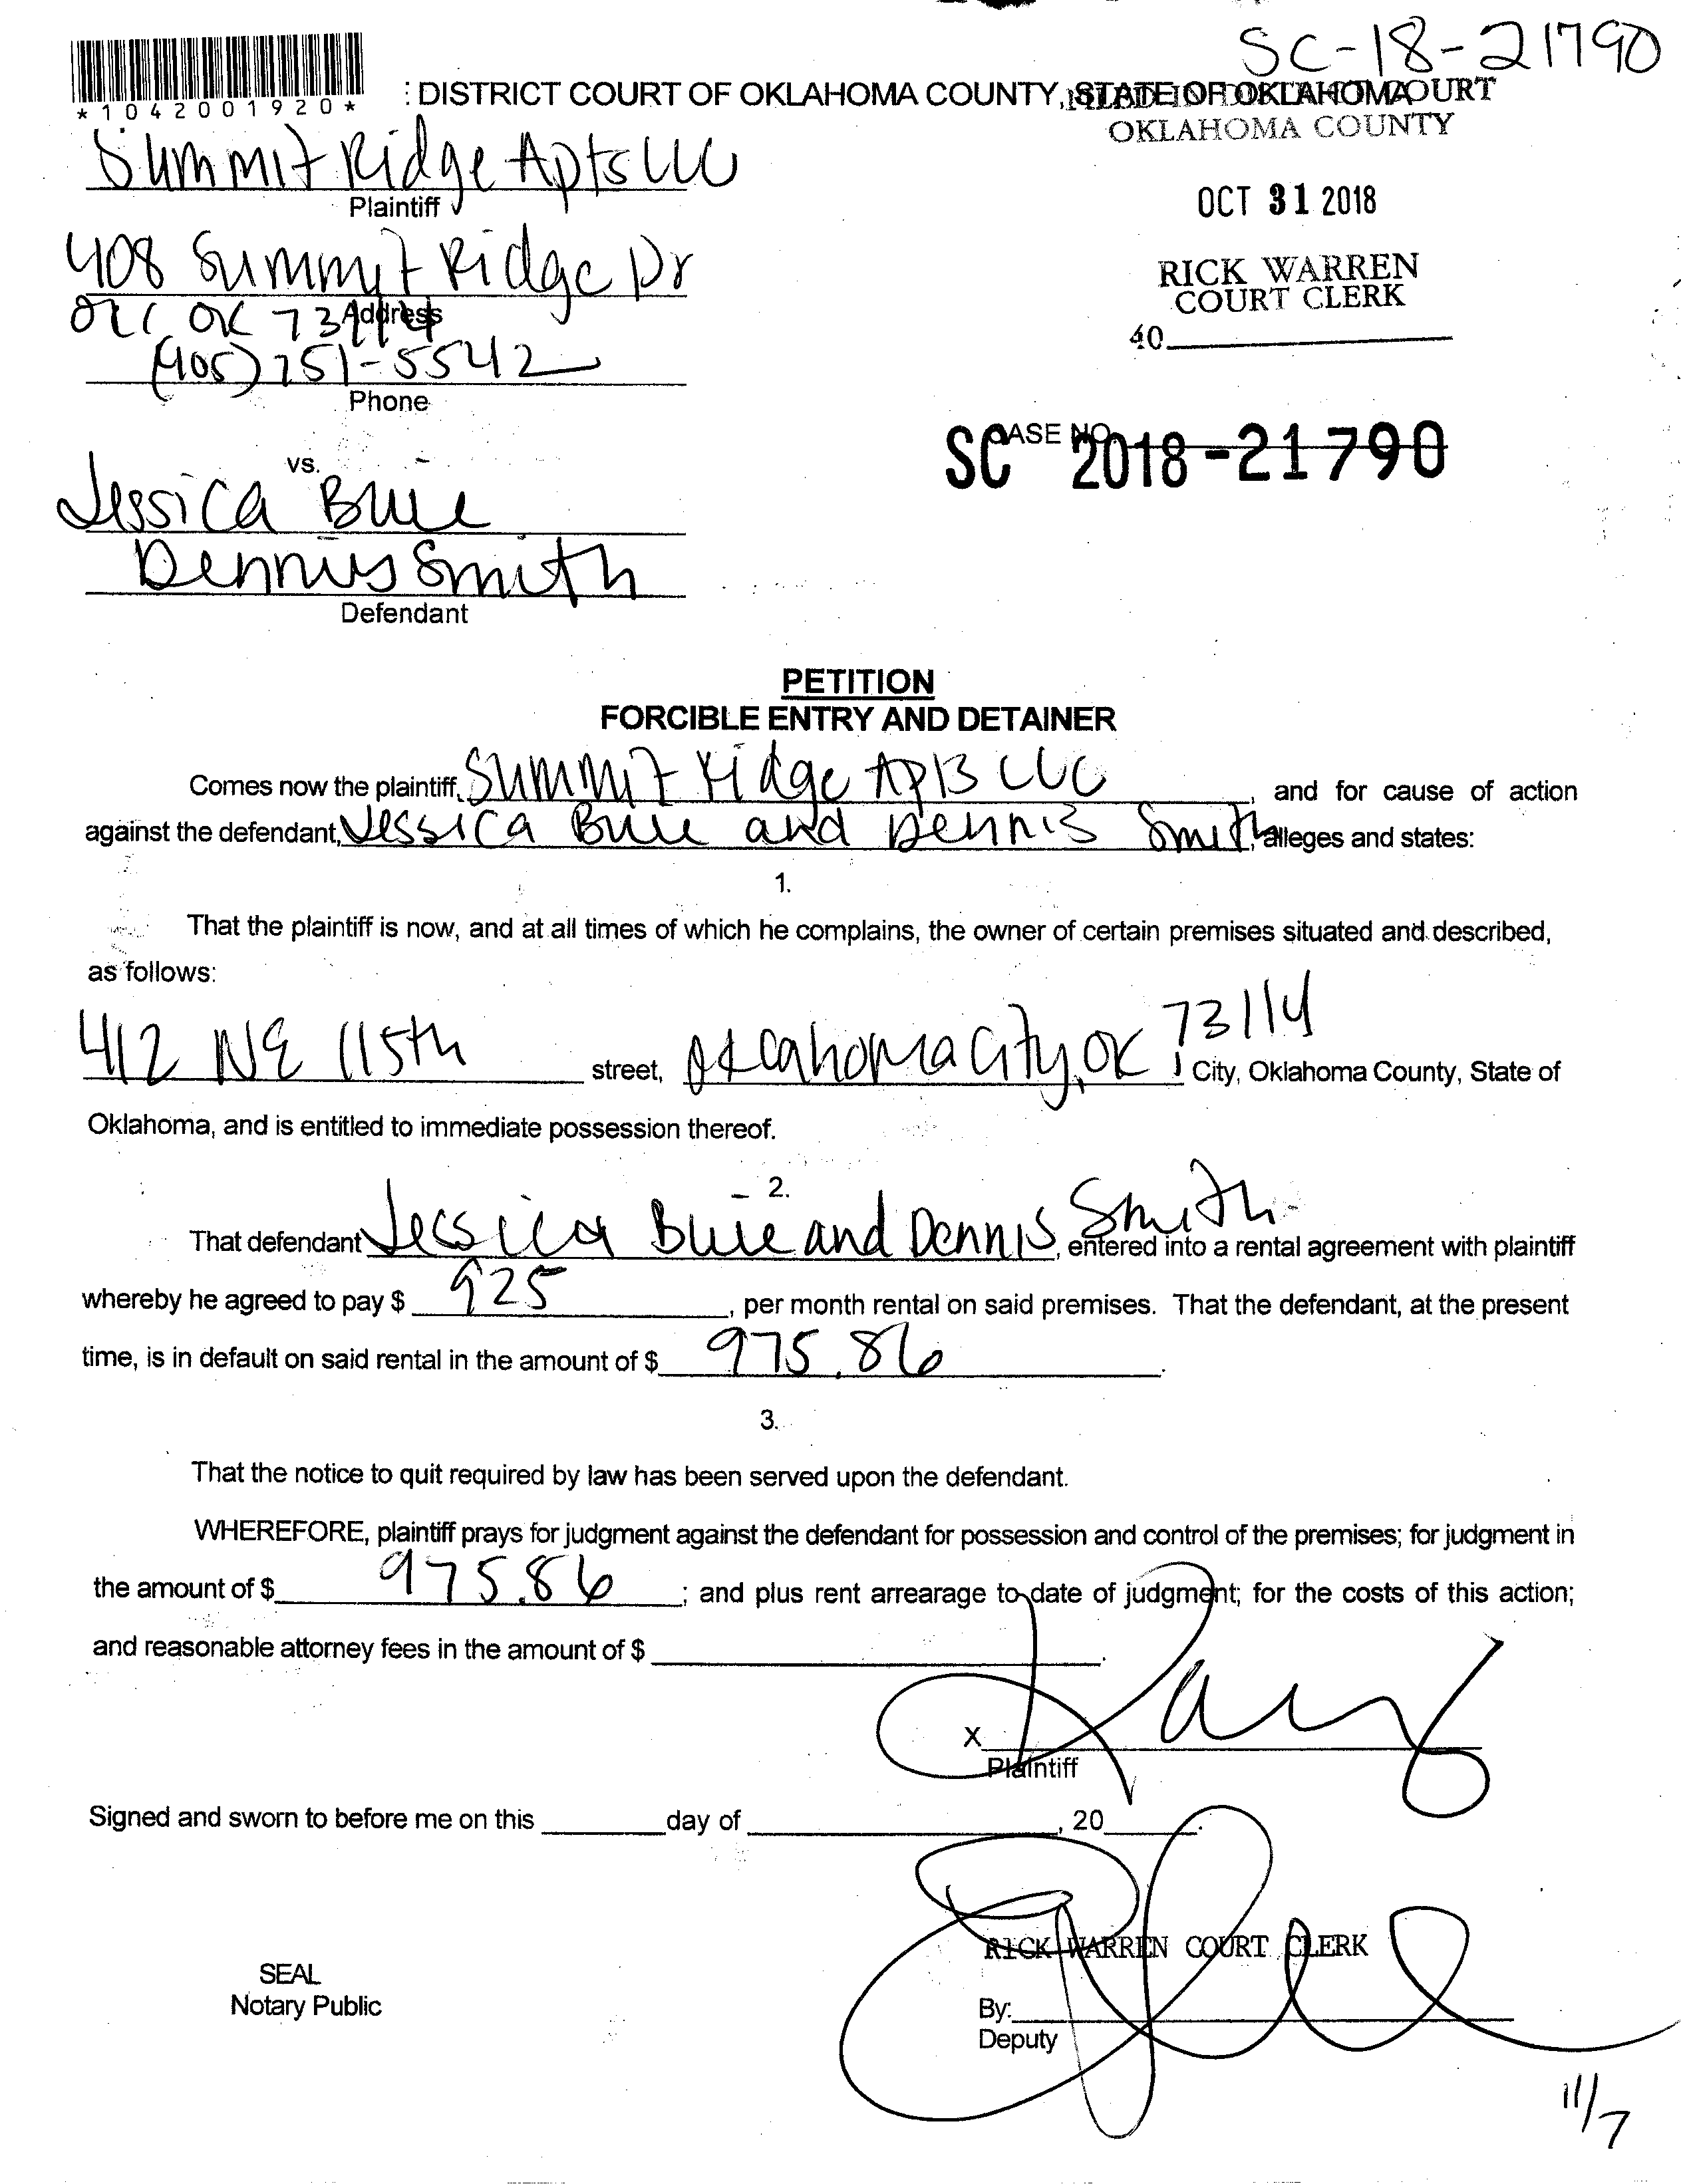 SC-18-21790
*1042001920*
: DISTRICT COURT OF OKLAHOMA COUNTY, STATE OF OKLAHOMA
FILED IN DISTRICT COURT
OKLAHOMA COUNTY
Summit Ridge Apts LLC
Plaintiff
OCT 31 2018
408 Summit Ridge Dr
RICK WARREN
COURT CLERK
Address
OKC OK 73114
40
(405) 751-5542
Phone
CASE NO.
SC 2018-21790
vs.
Jessica
Dennis Smith
Defendant
PETITION
FORCIBLE ENTRY AND DETAINER
Comes now the plaintiff, Summit Ridge Apts LLC, and for cause of action
against the defendant, Jessica and Dennis Smith, alleges and states:
1.
That the plaintiff is now, and at all times of which he complains, the owner of certain premises situated and described,
as follows:
412 NE 115th street, Oklahoma City, OK 73114, City, Oklahoma County, State of
Oklahoma, and is entitled to immediate possession thereof.
2.
That defendant Jessica and Dennis Smith, entered into a rental agreement with plaintiff
whereby he agreed to pay $ 925, per month rental on said premises. That the defendant, at the present
time, is in default on said rental in the amount of $ 975.86.
3.
That the notice to quit required by law has been served upon the defendant.
WHEREFORE, plaintiff prays for judgment against the defendant for possession and control of the premises; for judgment in
the amount of $ 975.86; and plus rent arrearage to date of judgment; for the costs of this action;
and reasonable attorney fees in the amount of $
X
Plaintiff
Signed and sworn to before me on this day of , 20 .
RICK WARREN COURT CLERK
SEAL
Notary Public
By:
Deputy
11/7